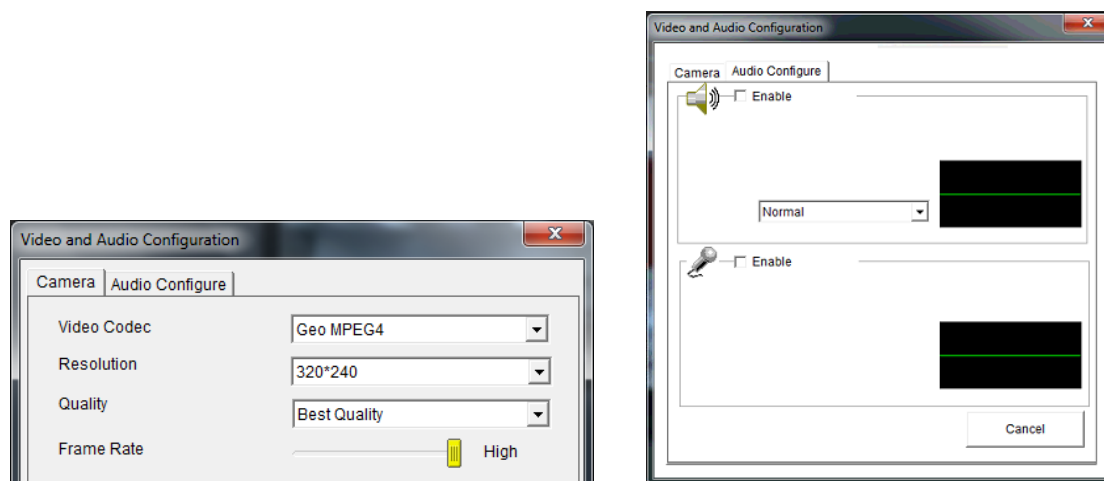 Video and Audio Configuration
Camera Audio Configure
Video Codec Geo MPEG4
Resolution 320*240
Quality Best Quality
Frame Rate High
Video and Audio Configuration
Camera Audio Configure
Enable
Normal
Enable
Cancel